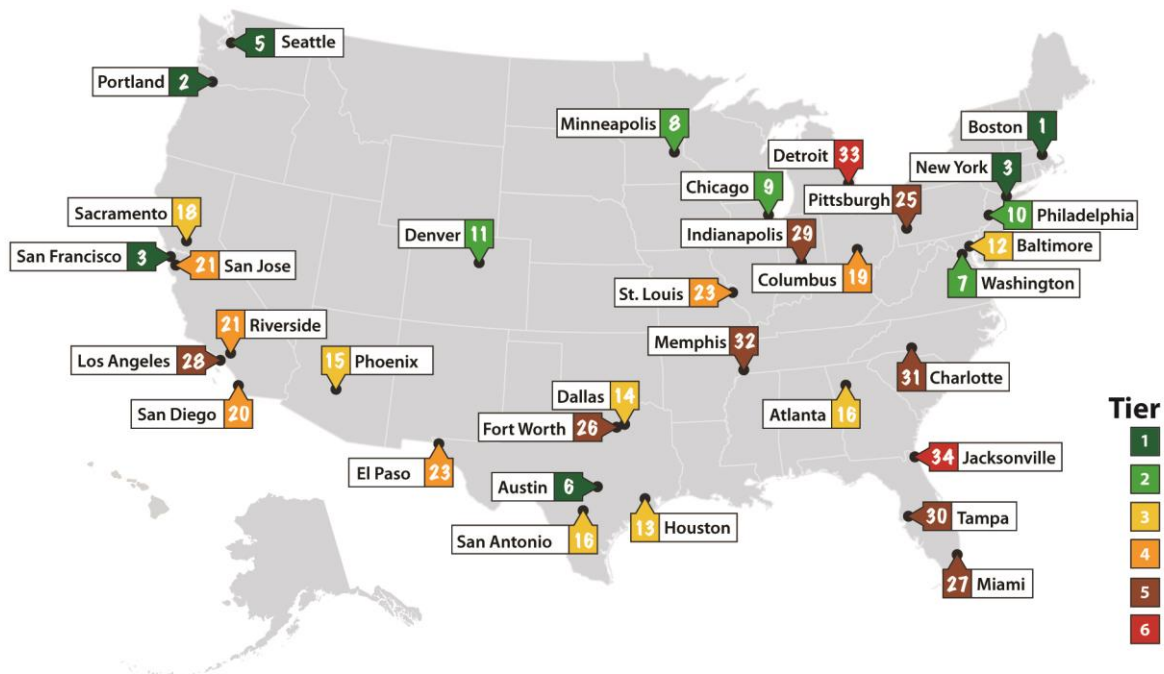 5 Seattle
Portland 2
Minneapolis 8
Boston 1
Detroit 33
New York 3
Chicago 9
Pittsburgh 25
Sacramento 18
10 Philadelphia
Denver 11
Indianapolis 29
12 Baltimore
San Francisco 3
21 San Jose
Columbus 19
7 Washington
St. Louis 23
21 Riverside
Memphis 32
Los Angeles 28
15 Phoenix
31 Charlotte
Dallas 14
San Diego 20
Atlanta 16
Tier
Fort Worth 26
1
34 Jacksonville
El Paso 23
2
Austin 6
3
30 Tampa
13 Houston
San Antonio 16
4
27 Miami
5
6